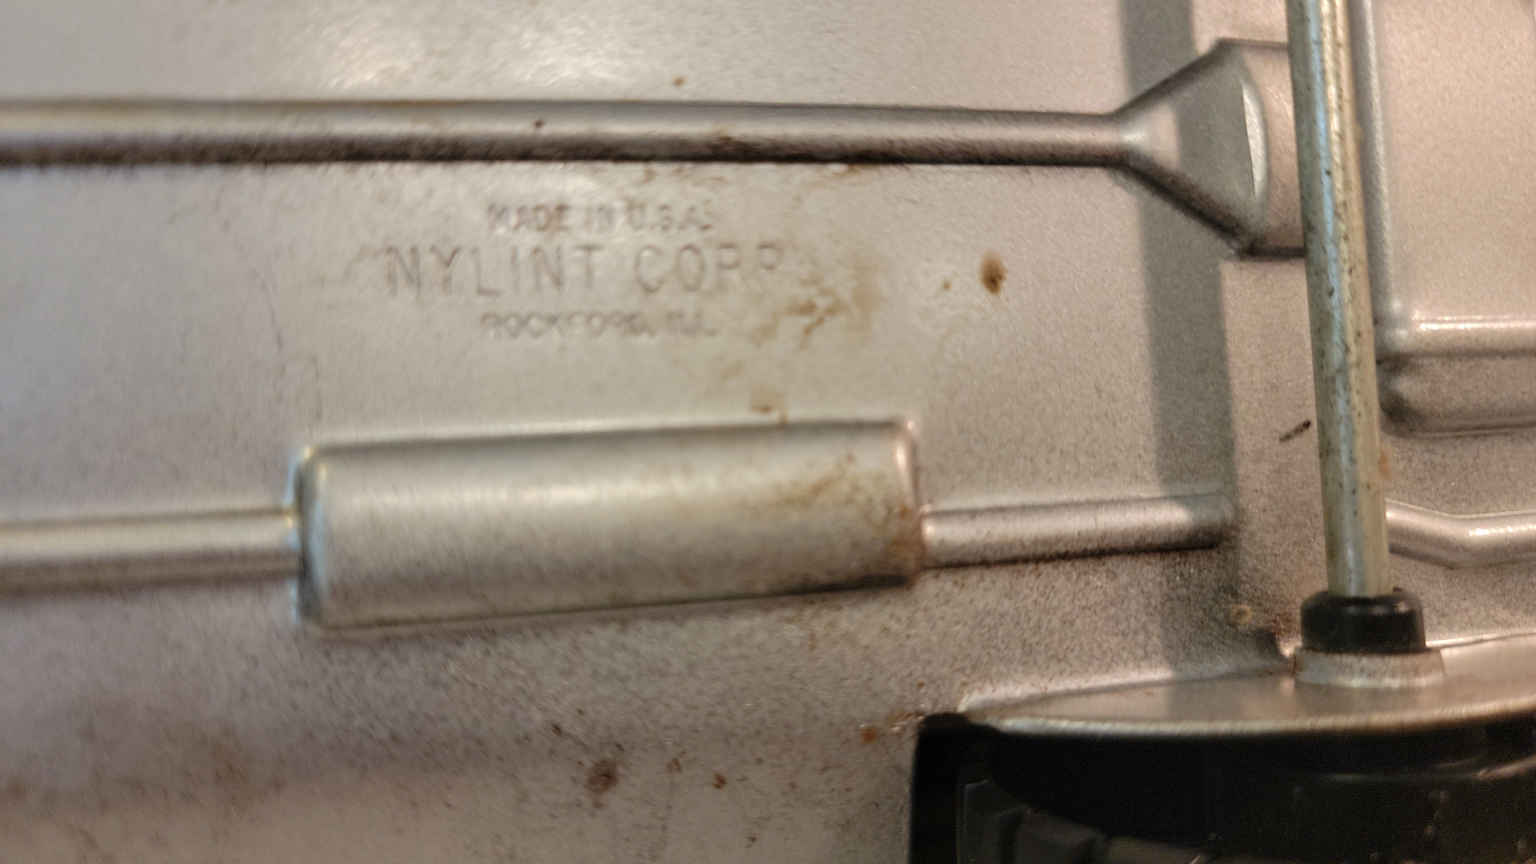 MADE IN U.S.A.
NYLINT CORP.
ROCKFORD, ILL.